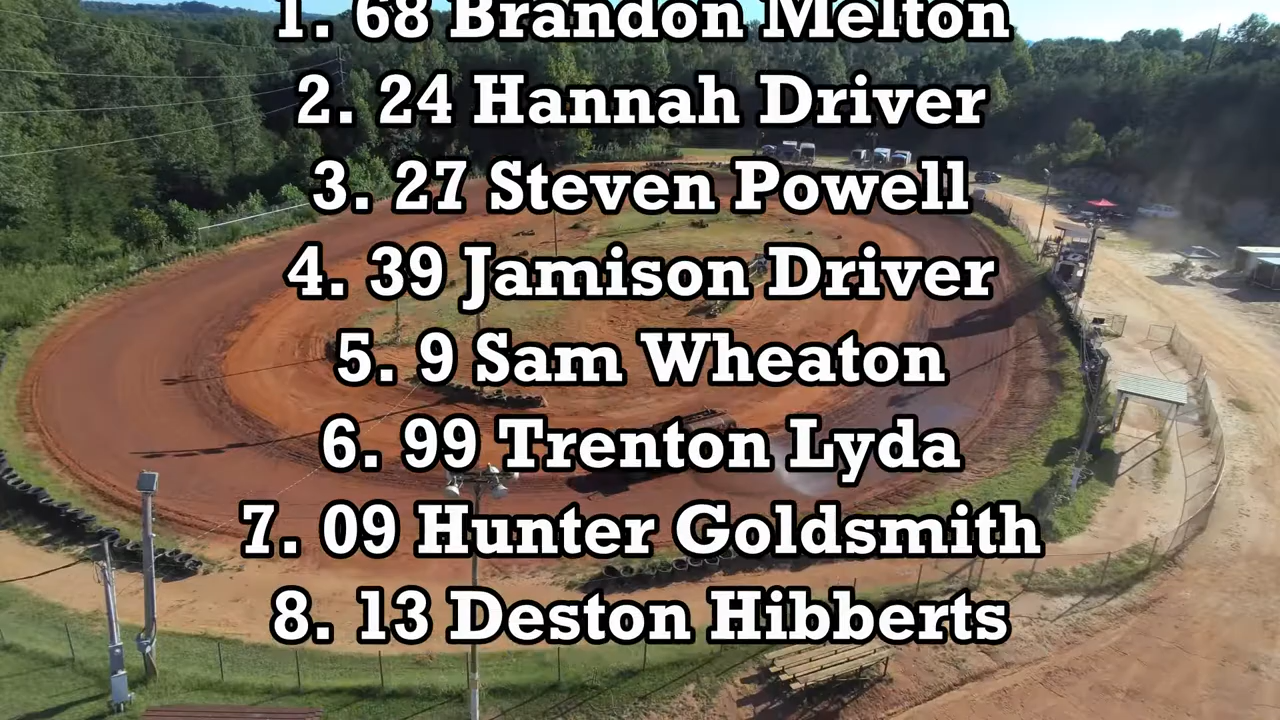 1. 68 Brandon Melton
2. 24 Hannah Driver
3. 27 Steven Powell
4. 39 Jamison Driver
5. 9 Sam Wheaton
6. 99 Trenton Lyda
7. 09 Hunter Goldsmith
8. 13 Deston Hibberts